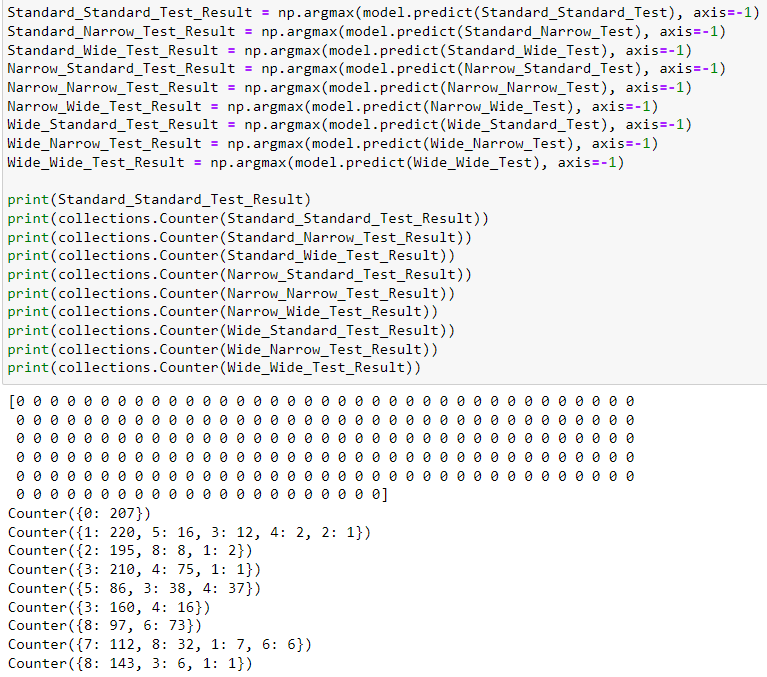 Standard_Standard_Test_Result = np.argmax(model.predict(Standard_Standard_Test), axis=-1)
Standard_Narrow_Test_Result = np.argmax(model.predict(Standard_Narrow_Test), axis=-1)
Standard_Wide_Test_Result = np.argmax(model.predict(Standard_Wide_Test), axis=-1)
Narrow_Standard_Test_Result = np.argmax(model.predict(Narrow_Standard_Test), axis=-1)
Narrow_Narrow_Test_Result = np.argmax(model.predict(Narrow_Narrow_Test), axis=-1)
Narrow_Wide_Test_Result = np.argmax(model.predict(Narrow_Wide_Test), axis=-1)
Wide_Standard_Test_Result = np.argmax(model.predict(Wide_Standard_Test), axis=-1)
Wide_Narrow_Test_Result = np.argmax(model.predict(Wide_Narrow_Test), axis=-1)
Wide_Wide_Test_Result = np.argmax(model.predict(Wide_Wide_Test), axis=-1)
print(Standard_Standard_Test_Result)
print(collections.Counter(Standard_Standard_Test_Result))
print(collections.Counter(Standard_Narrow_Test_Result))
print(collections.Counter(Standard_Wide_Test_Result))
print(collections.Counter(Narrow_Standard_Test_Result))
print(collections.Counter(Narrow_Narrow_Test_Result))
print(collections.Counter(Narrow_Wide_Test_Result))
print(collections.Counter(Wide_Standard_Test_Result))
print(collections.Counter(Wide_Narrow_Test_Result))
print(collections.Counter(Wide_Wide_Test_Result))
[0 0 0 0 0 0 0 0 0 0 0 0 0 0 0 0 0 0 0 0 0 0 0 0 0 0 0 0 0 0 0 0 0 0 0 0 0
0 0 0 0 0 0 0 0 0 0 0 0 0 0 0 0 0 0 0 0 0 0 0 0 0 0 0 0 0 0 0 0 0 0 0 0 0
0 0 0 0 0 0 0 0 0 0 0 0 0 0 0 0 0 0 0 0 0 0 0 0 0 0 0 0 0 0 0 0 0 0 0 0 0
0 0 0 0 0 0 0 0 0 0 0 0 0 0 0 0 0 0 0 0 0 0 0 0 0 0 0 0 0 0 0 0 0 0 0 0 0
0 0 0 0 0 0 0 0 0 0 0 0 0 0 0 0 0 0 0 0 0 0 0 0 0 0 0 0 0 0 0 0 0 0 0 0 0
0 0 0 0 0 0 0 0 0 0 0 0 0 0 0 0 0 0 0 0 0 0]
Counter({0: 207})
Counter({1: 220, 5: 16, 3: 12, 4: 2, 2: 1})
Counter({2: 195, 8: 8, 1: 2})
Counter({3: 210, 4: 75, 1: 1})
Counter({5: 86, 3: 38, 4: 37})
Counter({3: 160, 4: 16})
Counter({8: 97, 6: 73})
Counter({7: 112, 8: 32, 1: 7, 6: 6})
Counter({8: 143, 3: 6, 1: 1})